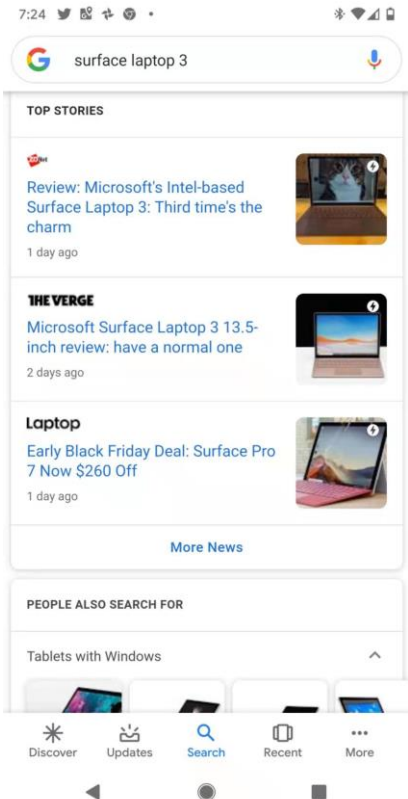 7:24
surface laptop 3
TOP STORIES
Review: Microsoft's Intel-based
Surface Laptop 3: Third time's the
charm
1 day ago
THE VERGE
Microsoft Surface Laptop 3 13.5-
inch review: have a normal one
2 days ago
Laptop
Early Black Friday Deal: Surface Pro
7 Now $260 Off
1 day ago
More News
PEOPLE ALSO SEARCH FOR
Tablets with Windows
Discover
Updates
Search
Recent
More